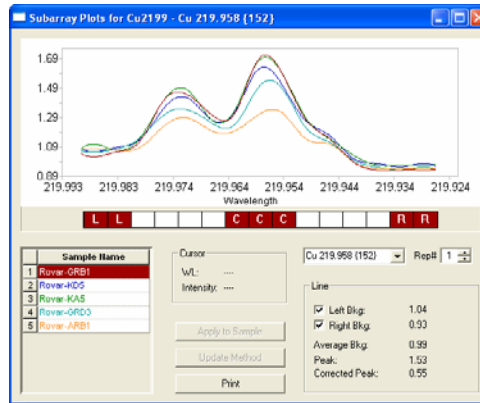 Subarray Plots for Cu2199 - Cu 219.958 {152}
1.69
1.49
1.29
1.09
0.89
219.993 219.983 219.974 219.964 219.954 219.944 219.934 219.924
Wavelength
L L C C C R R
Sample Name
1 Rovar-GRB1
2 Rovar-KD5
3 Rovar-KA5
4 Rovar-GRD3
5 Rovar-ARB1
Cursor
WL: ----
Intensity: ----
Apply to Sample
Update Method
Print
Cu 219.958 {152} Rep# 1
Line
Left Bkg: 1.04
Right Bkg: 0.93
Average Bkg: 0.99
Peak: 1.53
Corrected Peak: 0.55